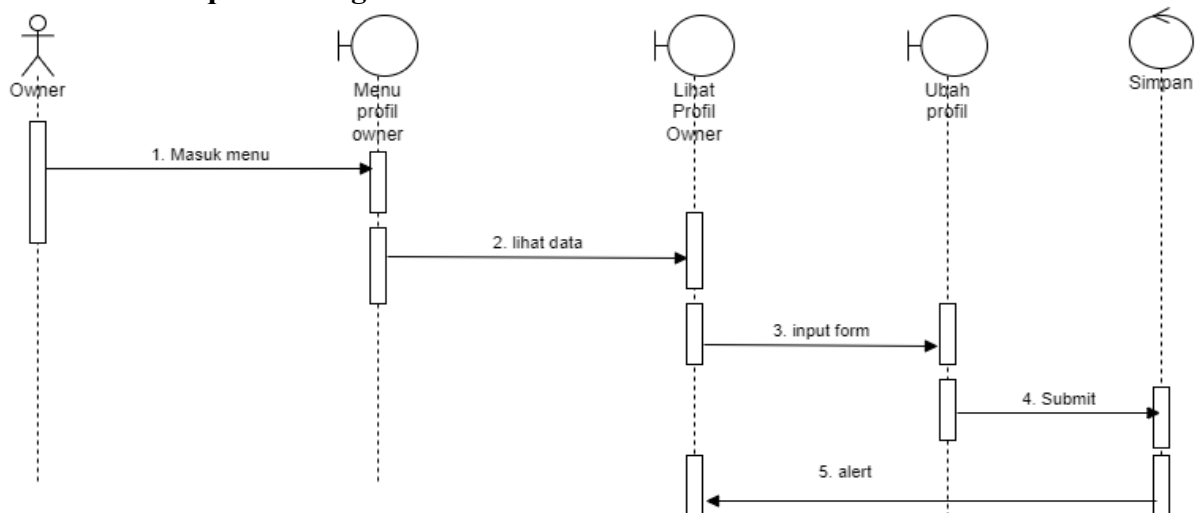 Owner
Menu
profil
owner
Lihat
Profil
Owner
Ubah
profil
Simpan
1. Masuk menu
2. lihat data
3. input form
4. Submit
5. alert